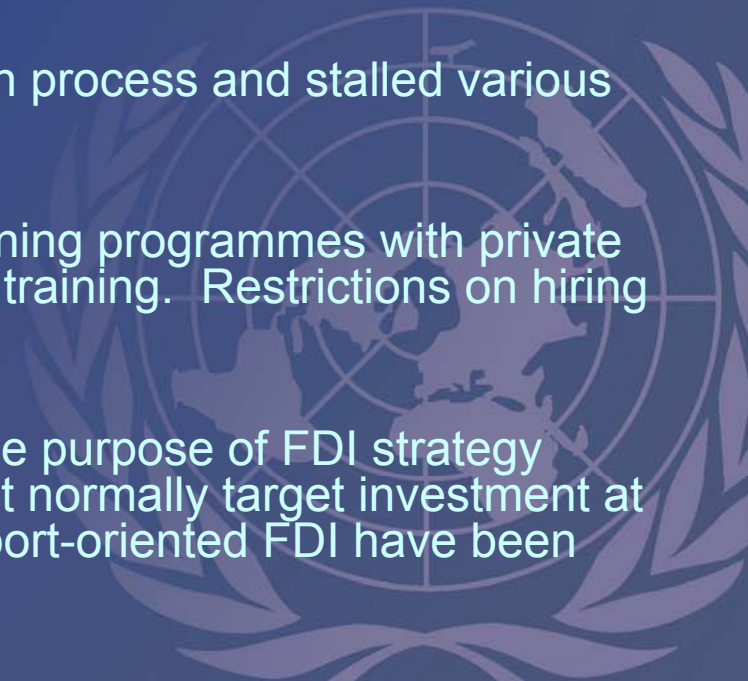 n process and stalled various
ning programmes with private
training. Restrictions on hiring
e purpose of FDI strategy
t normally target investment at
port-oriented FDI have been